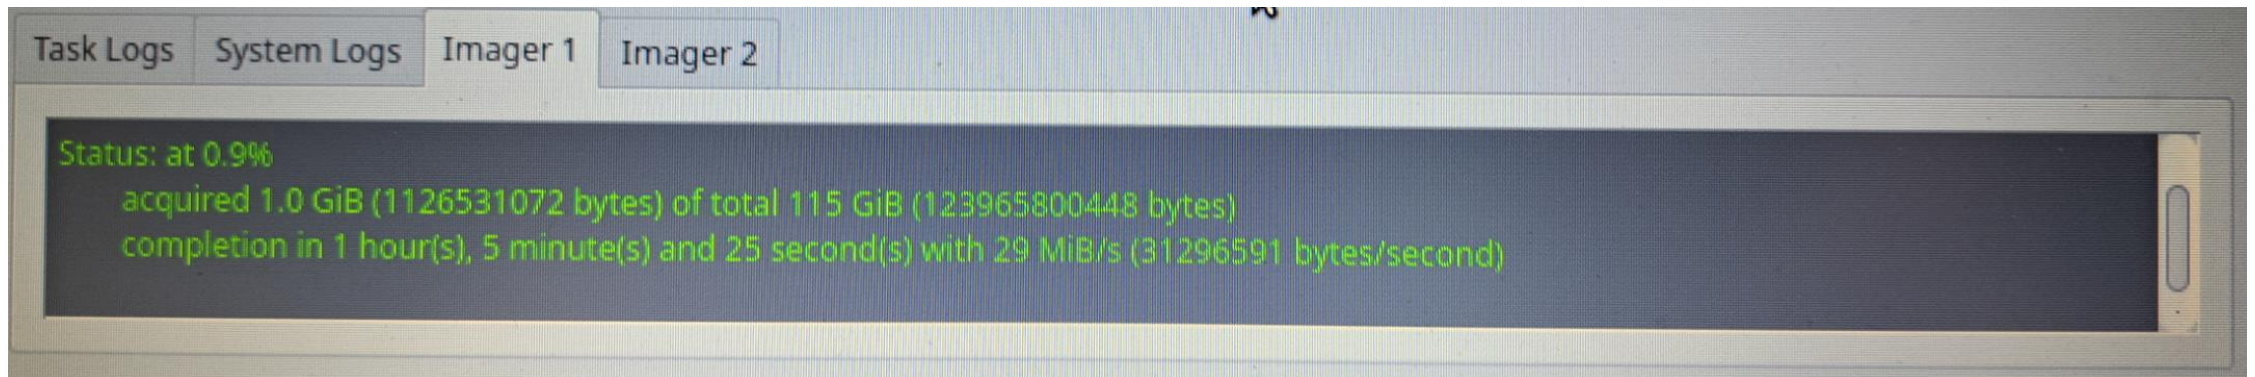 Task Logs System Logs Imager 1 Imager 2
Status: at 0.9%
acquired 1.0 GiB (1126531072 bytes) of total 115 GiB (123965800448 bytes)
completion in 1 hour(s), 5 minute(s) and 25 second(s) with 29 MiB/s (31296591 bytes/second)